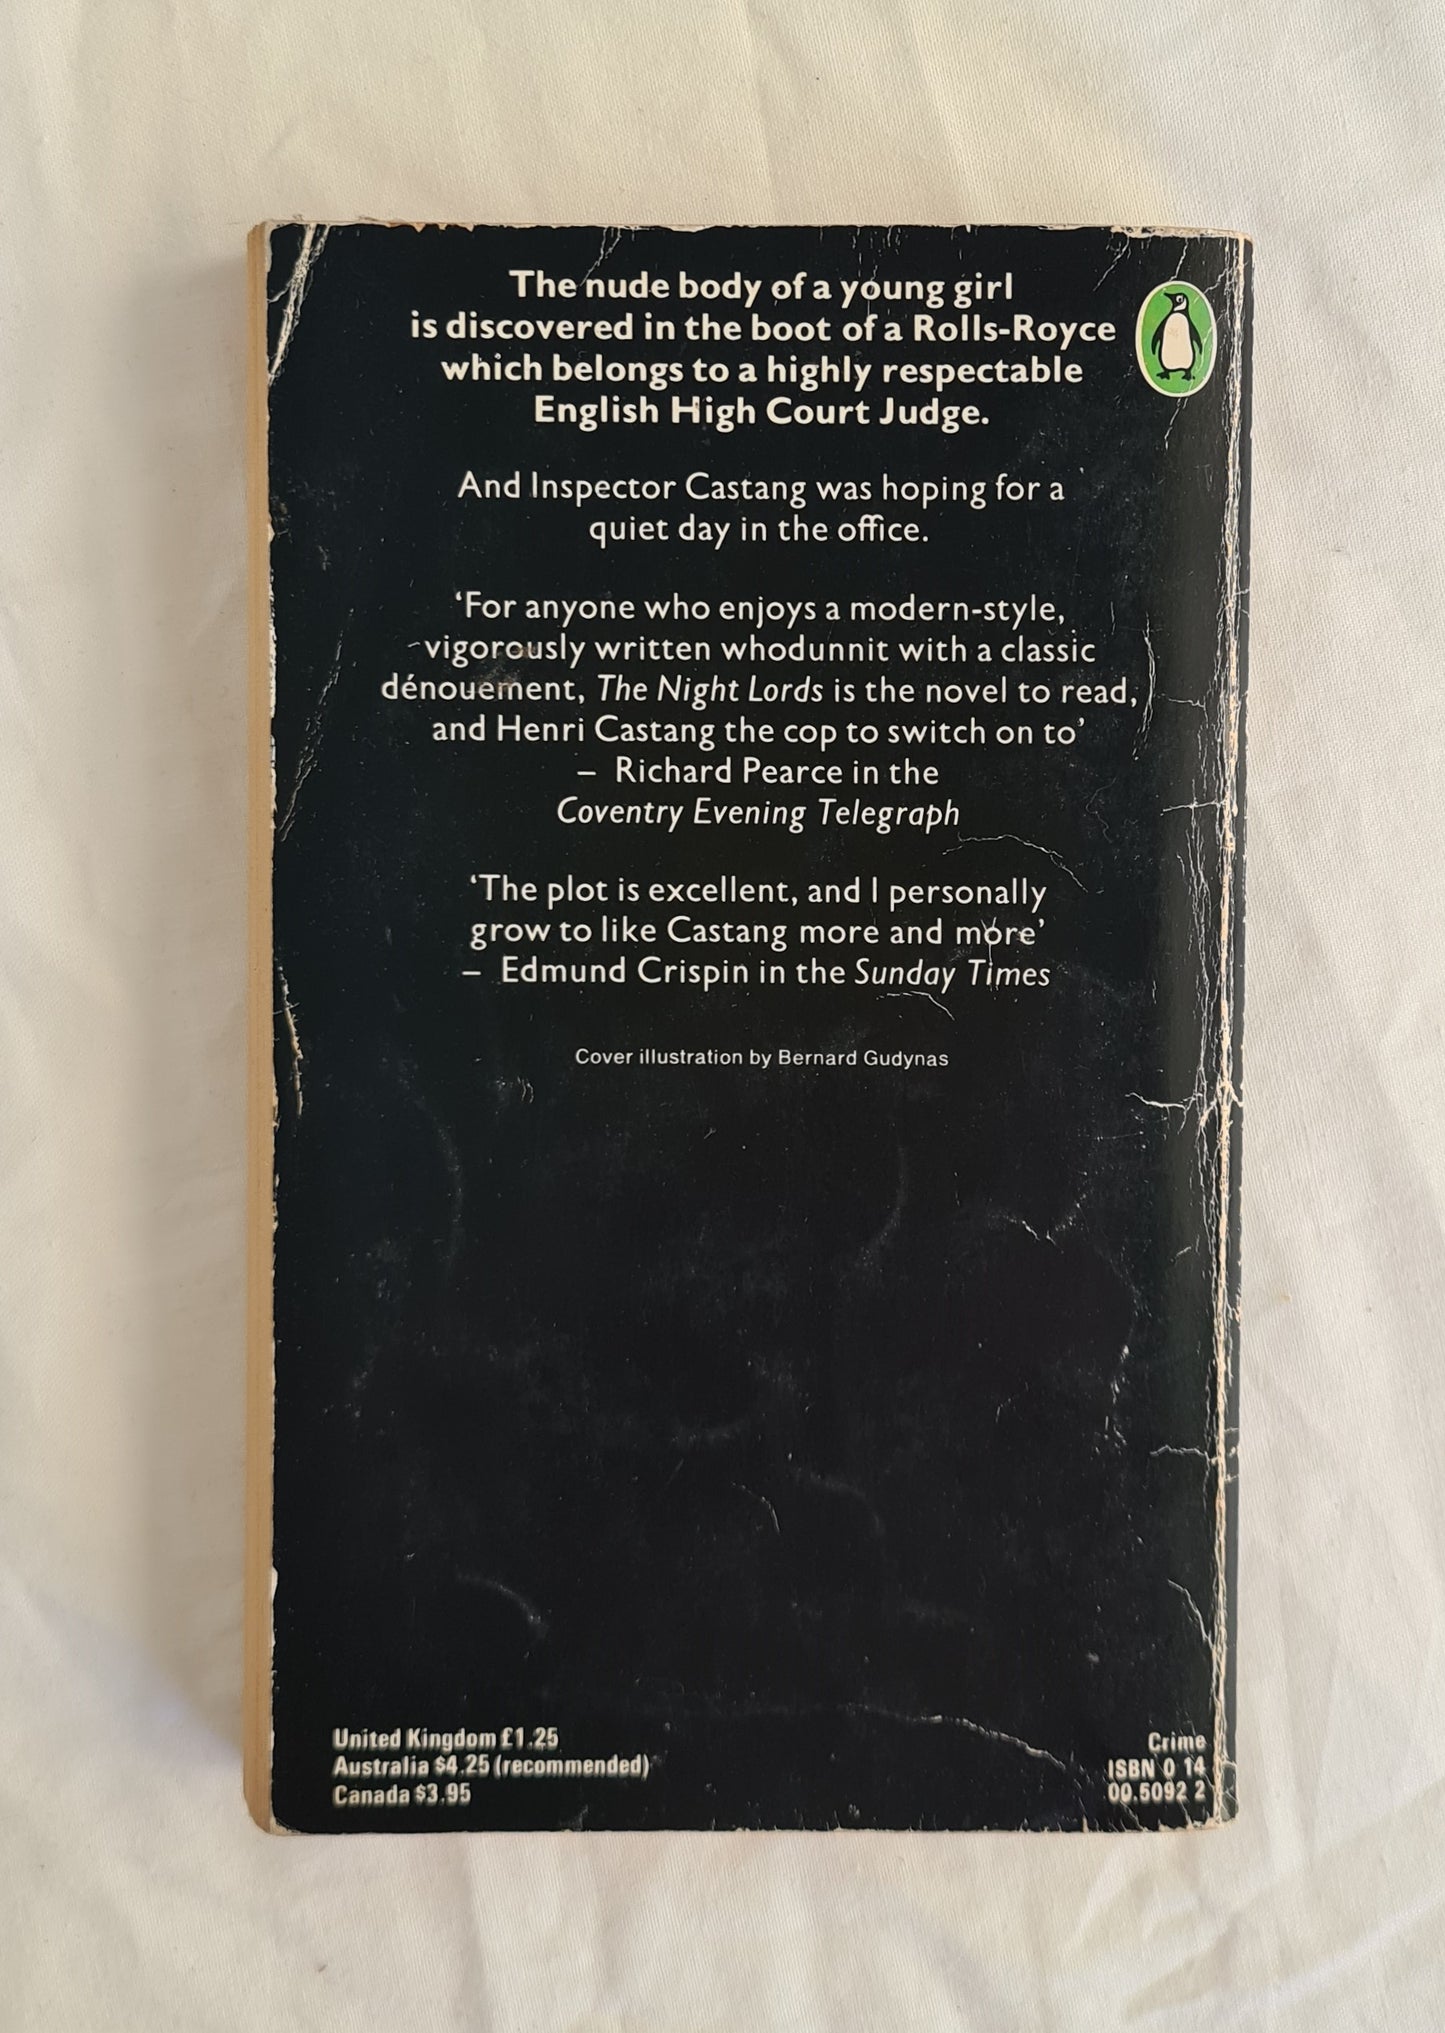 The nude body of a young girl
is discovered in the boot of a Rolls-Royce
which belongs to a highly respectable
English High Court Judge.
And Inspector Castang was hoping for a
quiet day in the office.
‘For anyone who enjoys a modern-style,
vigorously written whodunnit with a classic
dénouement, The Night Lords is the novel to read,
and Henri Castang the cop to switch on to’
– Richard Pearce in the
Coventry Evening Telegraph
‘The plot is excellent, and I personally
grow to like Castang more and more’
– Edmund Crispin in the Sunday Times
Cover illustration by Bernard Gudynas
United Kingdom £1.25
Australia $4.25 (recommended)
Canada $3.95
Crime
ISBN 0 14
00.5092 2